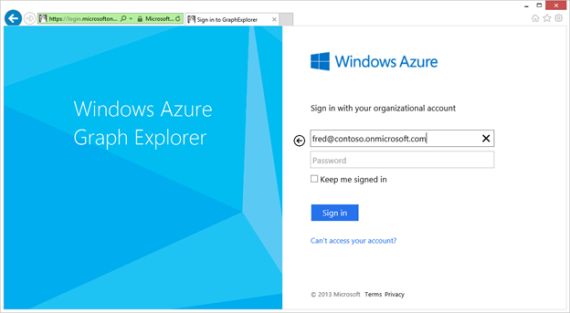 https://login.microsofton...
Microsoft...
Sign in to GraphExplorer
Windows Azure
Graph Explorer
Windows Azure
Sign in with your organizational account
fred@contoso.onmicrosoft.com
Password
Keep me signed in
Sign in
Can't access your account?
© 2013 Microsoft Terms Privacy